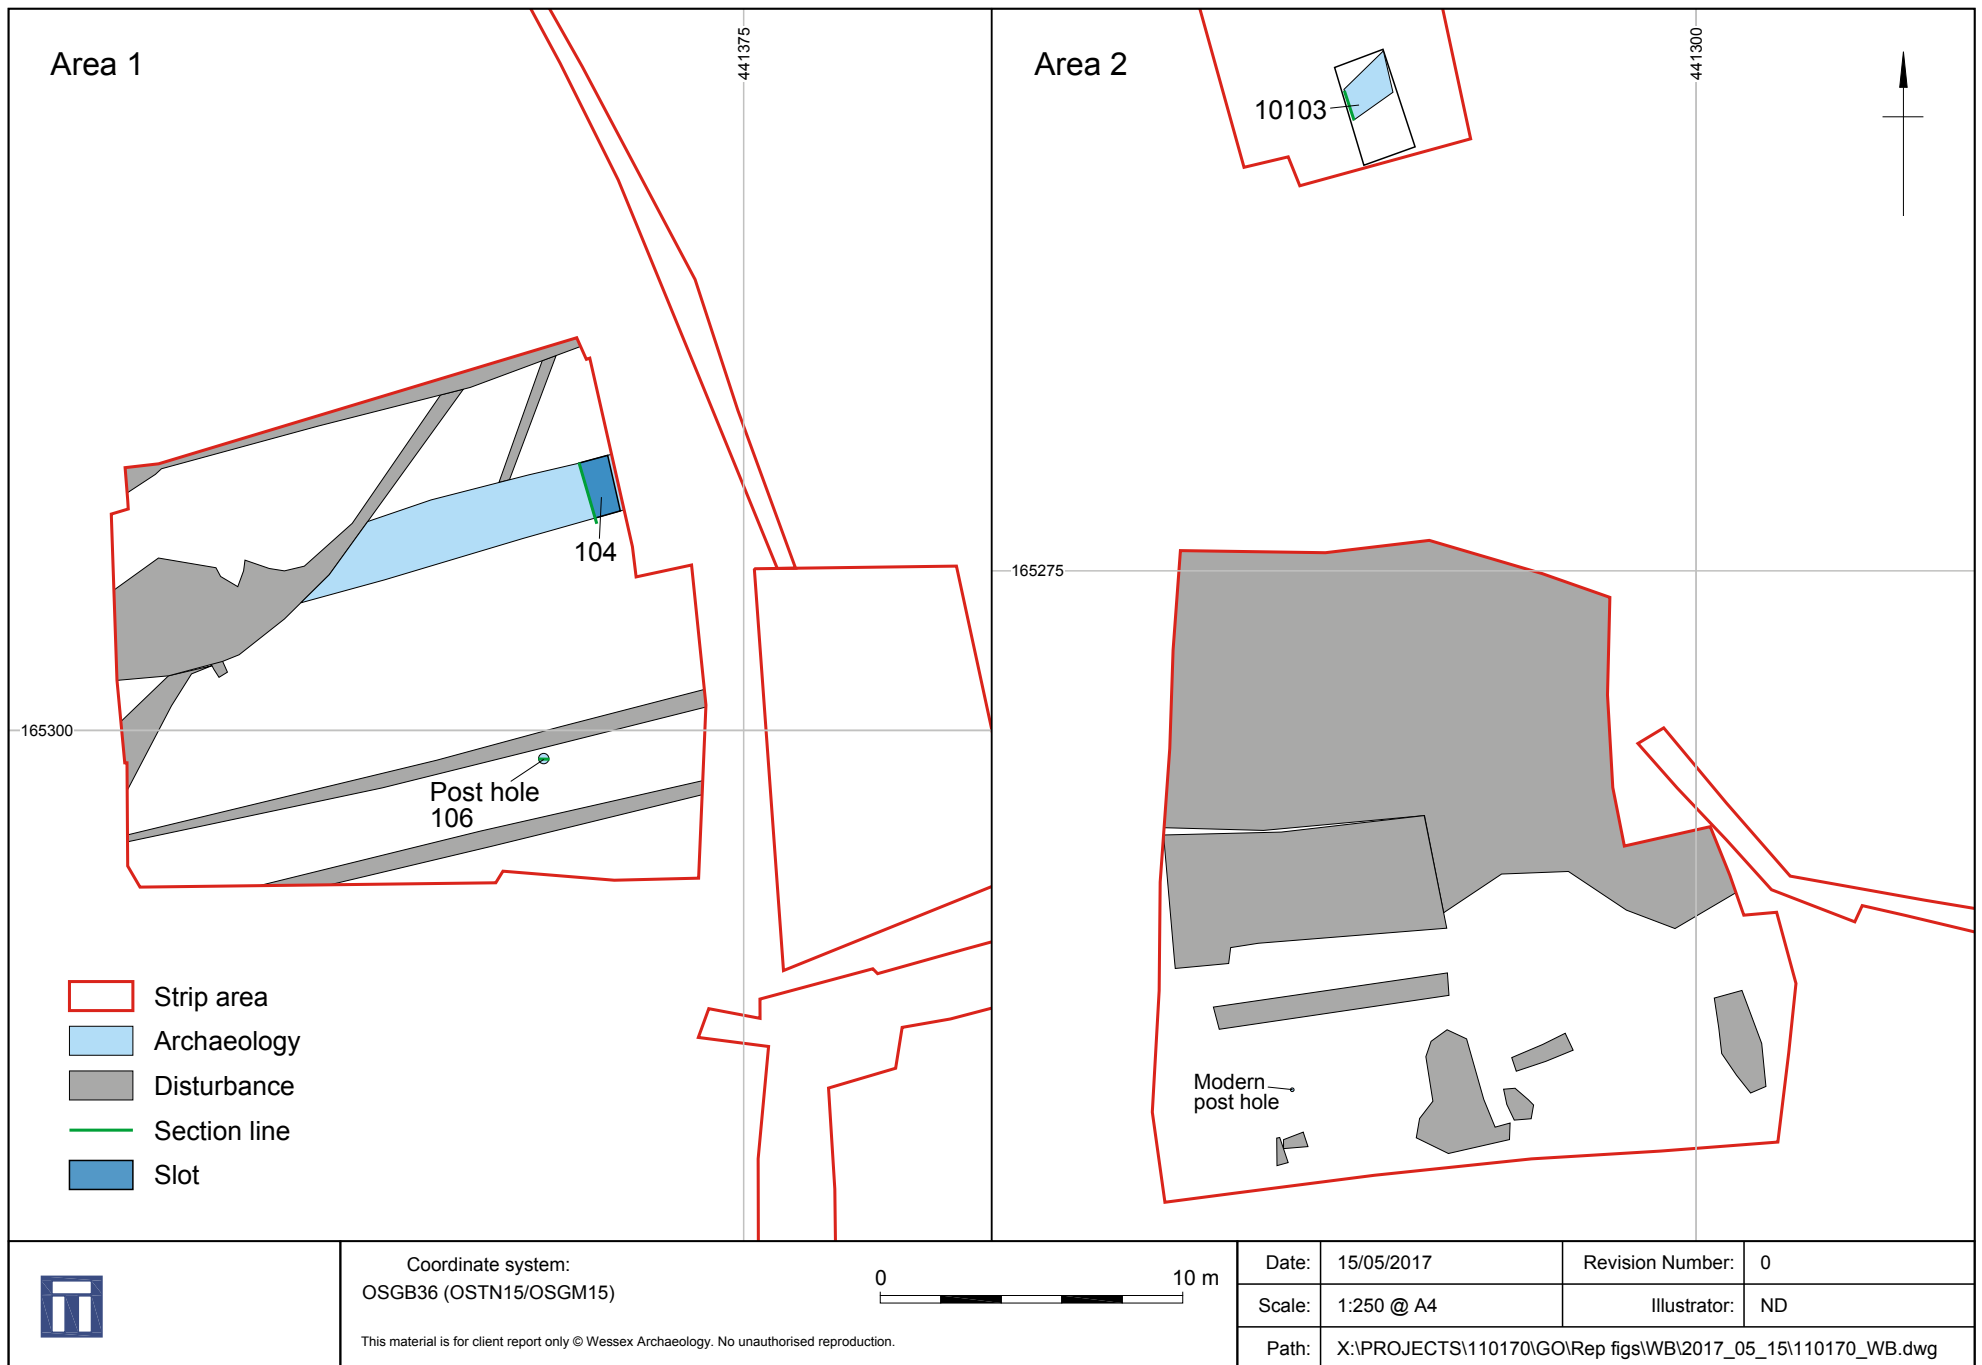 Area 1
441375
Area 2
441300
10103
104
165275
165300
Post hole
106
Strip area
Archaeology
Disturbance
Section line
Slot
Modern
post hole
Coordinate system:
OSGB36 (OSTN15/OSGM15)
This material is for client report only © Wessex Archaeology. No unauthorised reproduction.
0 10 m
Date: 15/05/2017 Revision Number: 0
Scale: 1:250 @ A4 Illustrator: ND
Path: X:\PROJECTS\110170\GO\Rep figs\WB\2017_05_15\110170_WB.dwg